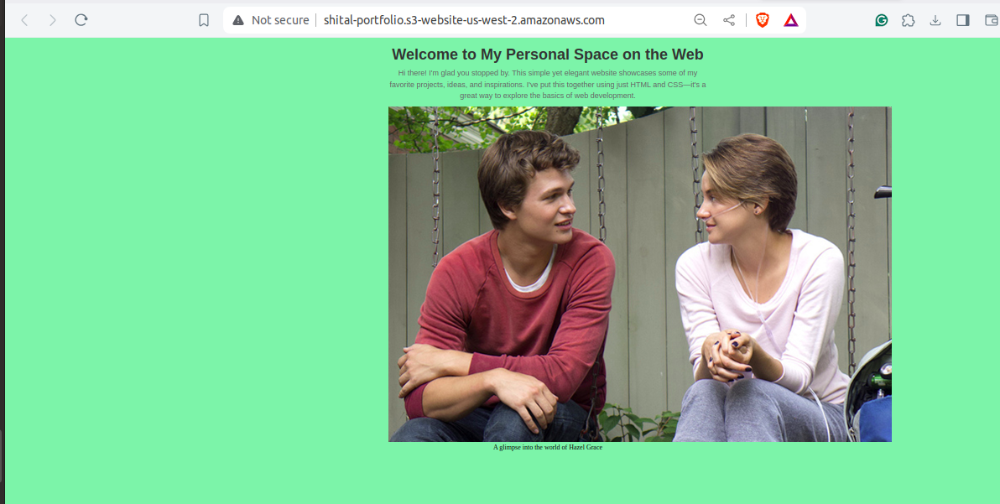 Not secure
shital-portfolio.s3-website-us-west-2.amazonaws.com
Welcome to My Personal Space on the Web
Hi there! I'm glad you stopped by. This simple yet elegant website showcases some of my
favorite projects, ideas, and inspirations. I've put this together using just HTML and CSS—it's a
great way to explore the basics of web development.
A glimpse into the world of Hazel Grace